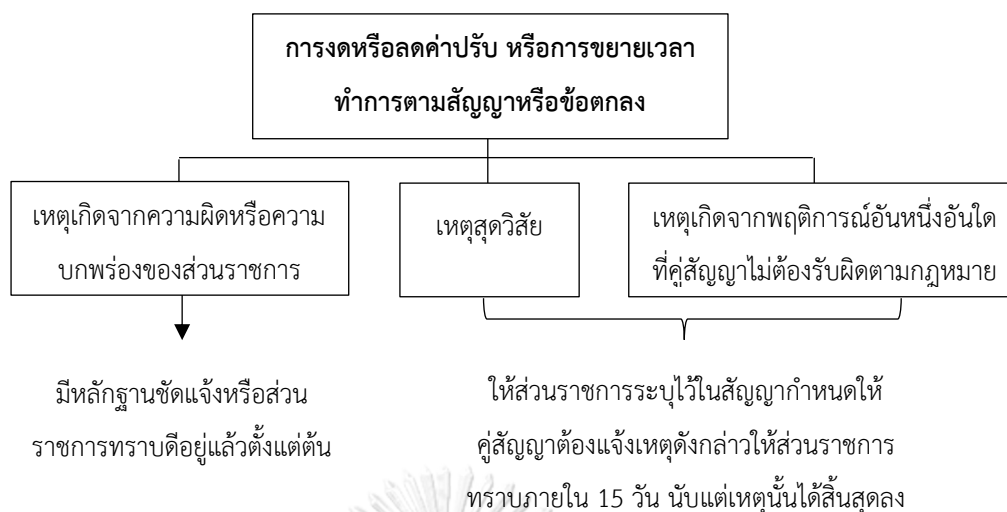 การงดหรือลดค่าปรับ หรือการขยายเวลา
ทำการตามสัญญาหรือข้อตกลง
เหตุเกิดจากความผิดหรือความ
บกพร่องของส่วนราชการ
เหตุสุดวิสัย
เหตุเกิดจากพฤติการณ์อันหนึ่งอันใด
ที่คู่สัญญาไม่ต้องรับผิดตามกฎหมาย
มีหลักฐานชัดแจ้งหรือส่วน
ราชการทราบดีอยู่แล้วตั้งแต่ต้น
ให้ส่วนราชการระบุไว้ในสัญญากำหนดให้
คู่สัญญาต้องแจ้งเหตุดังกล่าวให้ส่วนราชการ
ทราบภายใน 15 วัน นับแต่เหตุนั้นได้สิ้นสุดลง